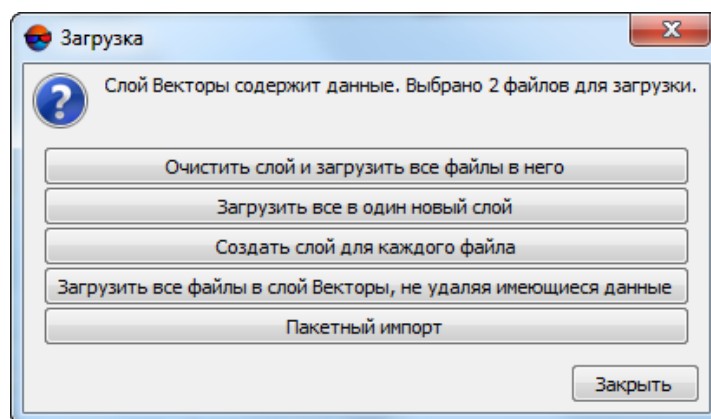 Загрузка
Слой Векторы содержит данные. Выбрано 2 файлов для загрузки.
Очистить слой и загрузить все файлы в него
Загрузить все в один новый слой
Создать слой для каждого файла
Загрузить все файлы в слой Векторы, не удаляя имеющиеся данные
Пакетный импорт
Закрыть